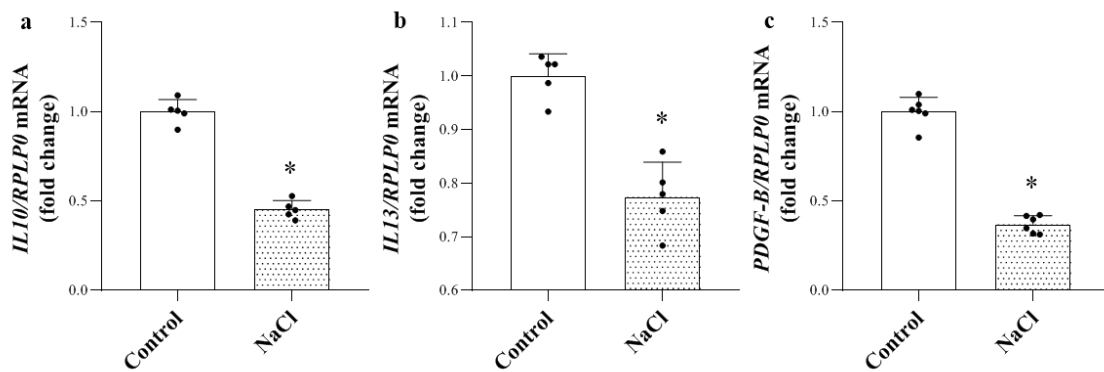 a
IL10/RPLP0 mRNA
(fold change)
1.5
1.0
0.5
0.0
*
Control
NaCl
b
IL13/RPLP0 mRNA
(fold change)
1.1
1.0
0.9
0.8
0.7
0.6
*
Control
NaCl
c
PDGF-B/RPLP0 mRNA
(fold change)
1.5
1.0
0.5
0.0
*
Control
NaCl